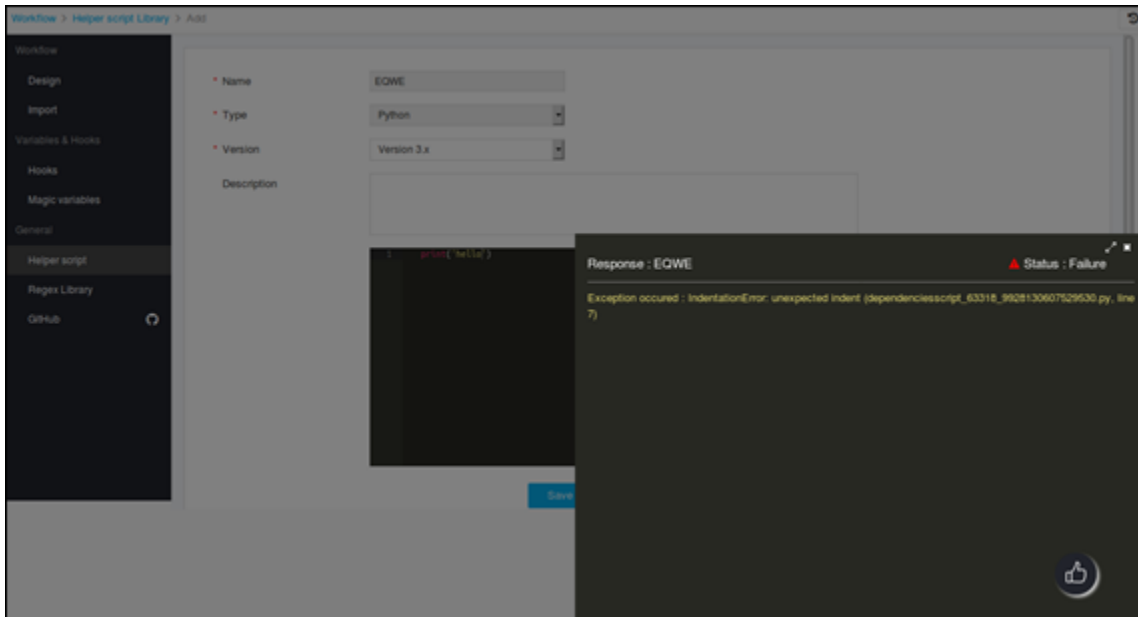 Workflow > Helper script Library > Add
Workflow
Design
Import
Variables & Hooks
Hooks
Magic variables
General
Helper script
Regex Library
GitHub
* Name
EQWE
* Type
Python
* Version
Version 3.x
Description
1 print('hello')
Save
Response : EQWE
Status : Failure
Exception occured : IndentationError: unexpected indent (dependenciesscript_63318_9928130607529530.py, line
7)